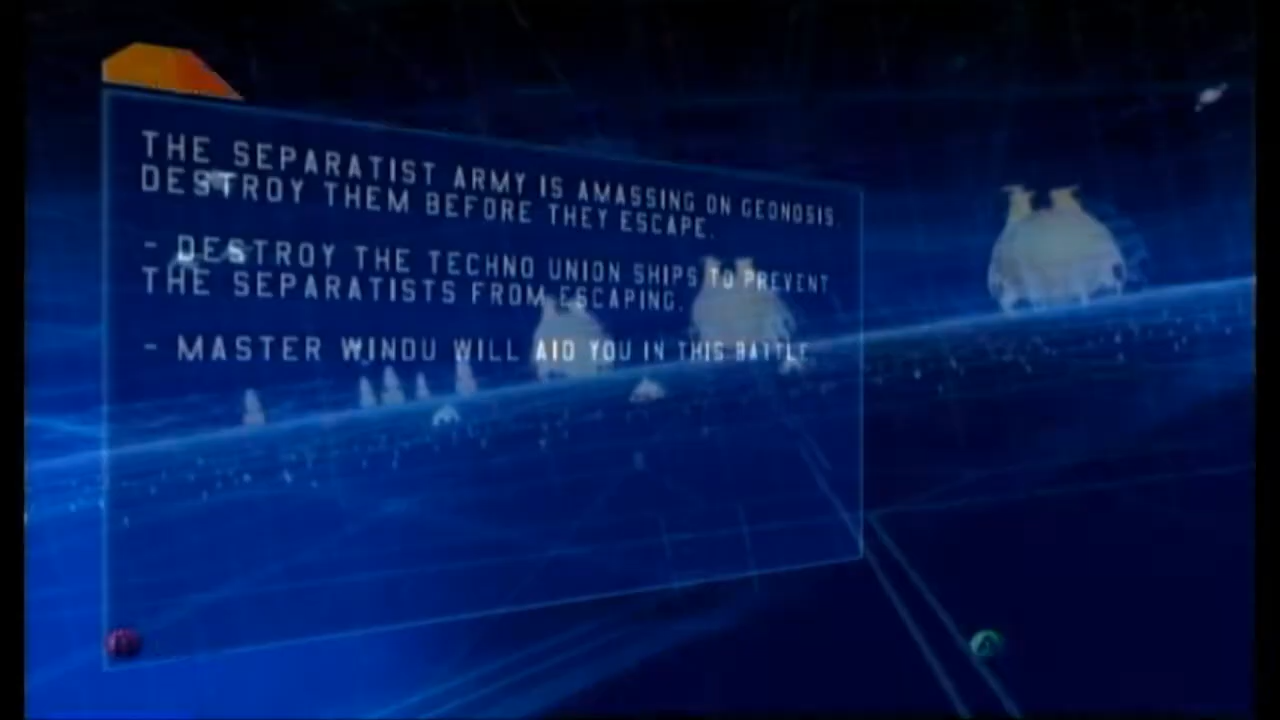 THE SEPARATIST ARMY IS AMASSING ON GEONOSIS.
DESTROY THEM BEFORE THEY ESCAPE.
- DESTROY THE TECHNO UNION SHIPS TO PREVENT
THE SEPARATISTS FROM ESCAPING.
- MASTER WINDU WILL AID YOU IN THIS BATTLE.